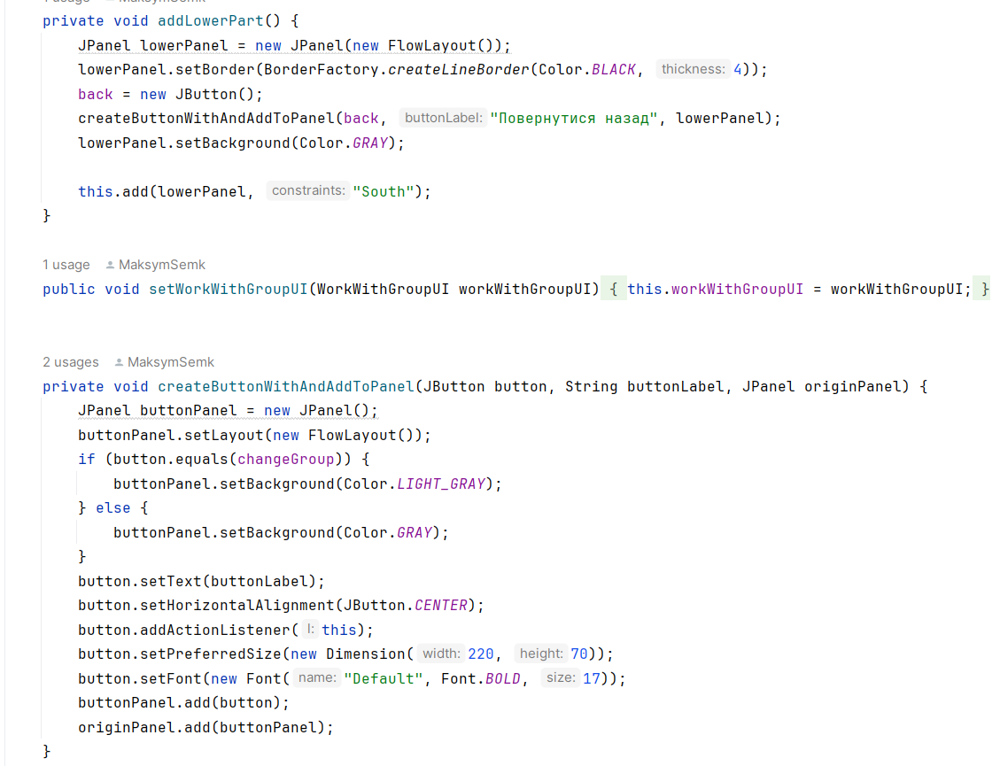 1 usage MaksymSemk
private void addLowerPart() {
JPanel lowerPanel = new JPanel(new FlowLayout());
lowerPanel.setBorder(BorderFactory.createLineBorder(Color.BLACK, thickness: 4));
back = new JButton();
createButtonWithAndAddToPanel(back, buttonLabel: "Повернутися назад", lowerPanel);
lowerPanel.setBackground(Color.GRAY);
this.add(lowerPanel, constraints: "South");
}
1 usage MaksymSemk
public void setWorkWithGroupUI(WorkWithGroupUI workWithGroupUI) { this.workWithGroupUI = workWithGroupUI; }
2 usages MaksymSemk
private void createButtonWithAndAddToPanel(JButton button, String buttonLabel, JPanel originPanel) {
JPanel buttonPanel = new JPanel();
buttonPanel.setLayout(new FlowLayout());
if (button.equals(changeGroup)) {
buttonPanel.setBackground(Color.LIGHT_GRAY);
} else {
buttonPanel.setBackground(Color.GRAY);
}
button.setText(buttonLabel);
button.setHorizontalAlignment(JButton.CENTER);
button.addActionListener( l: this);
button.setPreferredSize(new Dimension( width: 220, height: 70));
button.setFont(new Font( name: "Default", Font.BOLD, size: 17));
buttonPanel.add(button);
originPanel.add(buttonPanel);
}